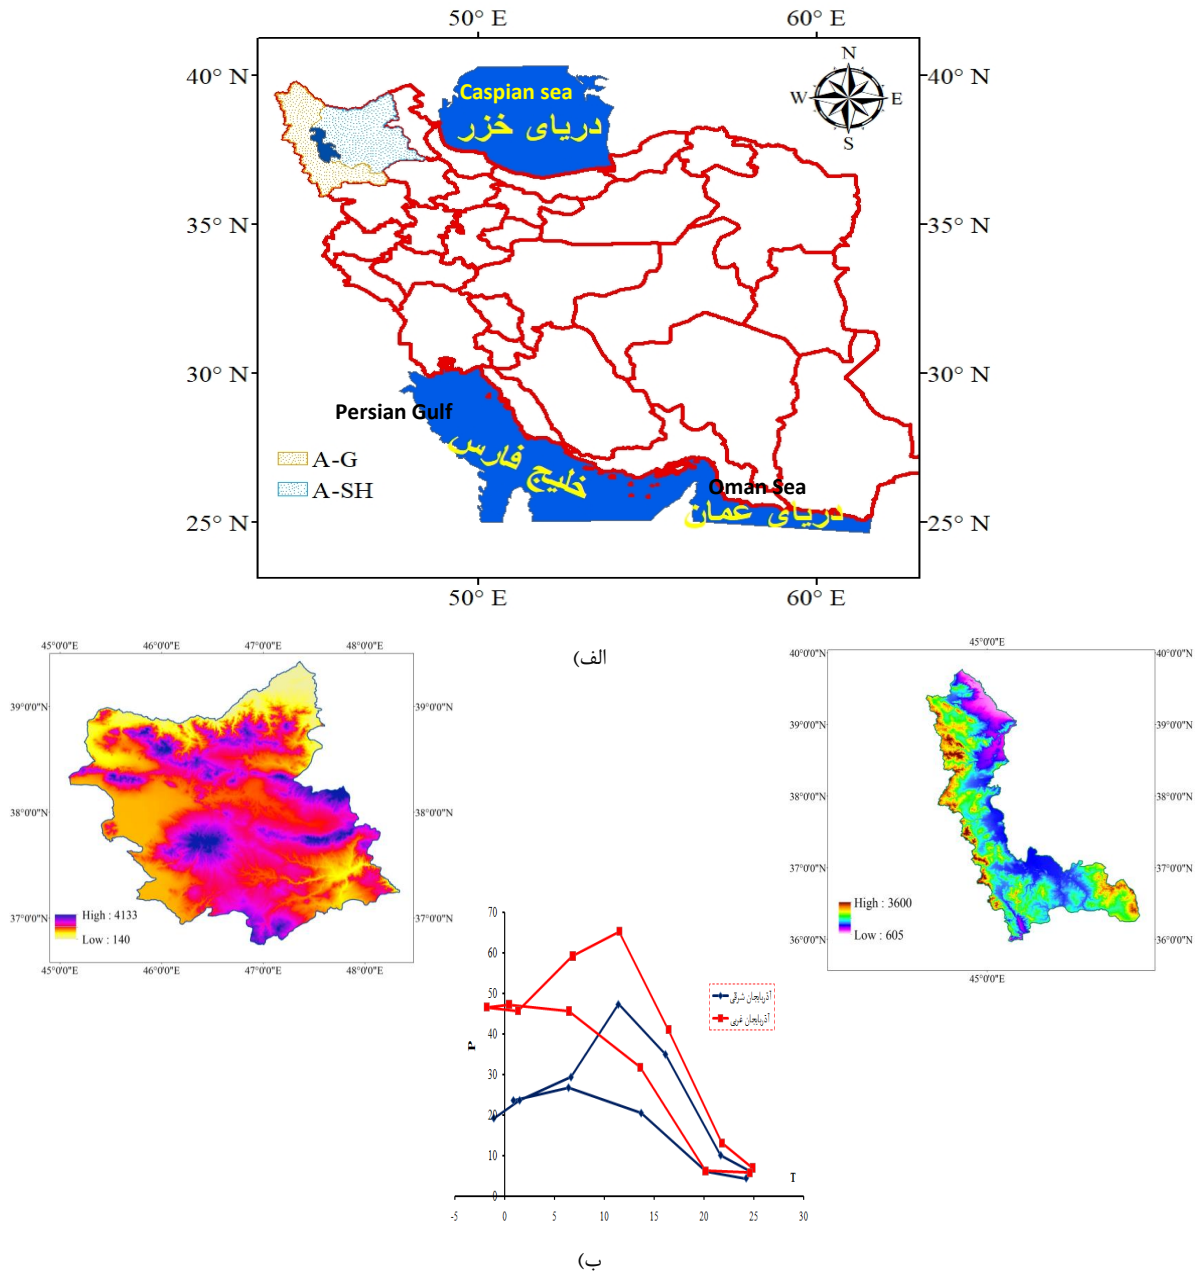 50° E
60° E
40° N
40° N
N
W
E
S
Caspian sea
دریای خزر
35° N
35° N
30° N
30° N
Persian Gulf
خلیج فارس
A-G
A-SH
Oman Sea
دریای عمان
25° N
25° N
50° E
60° E
الف)
45°0'0"E
46°0'0"E
47°0'0"E
48°0'0"E
39°0'0"N
39°0'0"N
38°0'0"N
38°0'0"N
37°0'0"N
37°0'0"N
High : 4133
Low : 140
45°0'0"E
46°0'0"E
47°0'0"E
48°0'0"E
45°0'0"E
40°0'0"N
40°0'0"N
39°0'0"N
39°0'0"N
38°0'0"N
38°0'0"N
37°0'0"N
37°0'0"N
36°0'0"N
36°0'0"N
High : 3600
Low : 605
45°0'0"E
70
60
50
40
30
20
10
0
P
آذربایجان شرقی
آذربایجان غربی
T
-5
0
5
10
15
20
25
30
ب)